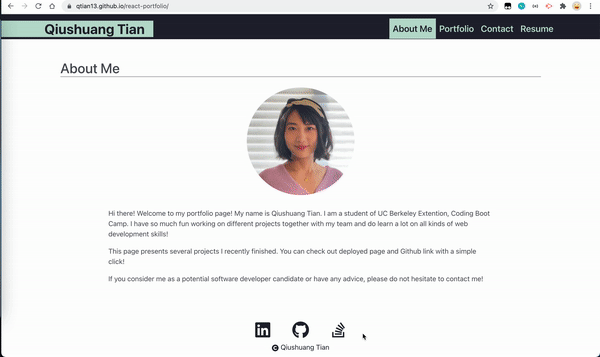 qtian13.github.io/react-portfolio/
Qiushuang Tian
About Me Portfolio Contact Resume
About Me
Hi there! Welcome to my portfolio page! My name is Qiushuang Tian. I am a student of UC Berkeley Extention, Coding Boot
Camp. I have so much fun working on different projects together with my team and do learn a lot on all kinds of web
development skills!
This page presents several projects I recently finished. You can check out deployed page and Github link with a simple
click!
If you consider me as a potential software developer candidate or have any advice, please do not hesitate to contact me!
© Qiushuang Tian